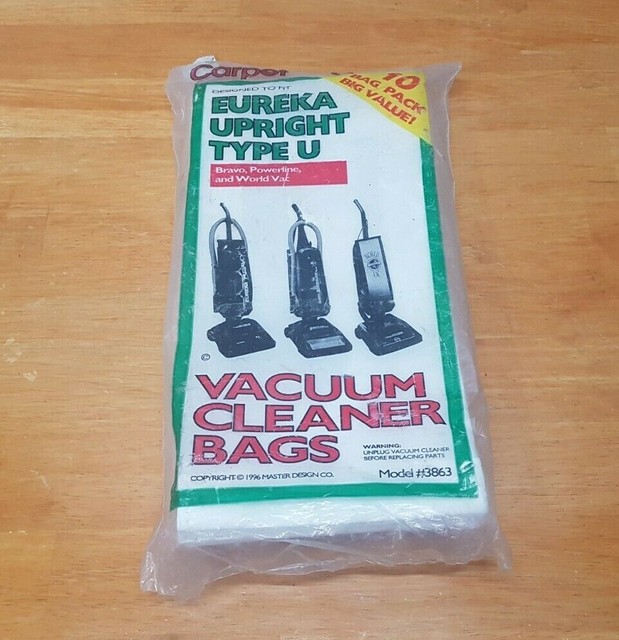 Carpet
10
BAG PACK
BIG VALUE!
DESIGNED TO FIT
EUREKA
UPRIGHT
TYPE U
Bravo, Powerline,
and World Vac
©
VACUUM
CLEANER
BAGS
WARNING:
UNPLUG VACUUM CLEANER
BEFORE REPLACING PARTS
COPYRIGHT © 1996 MASTER DESIGN CO.
Model #3863